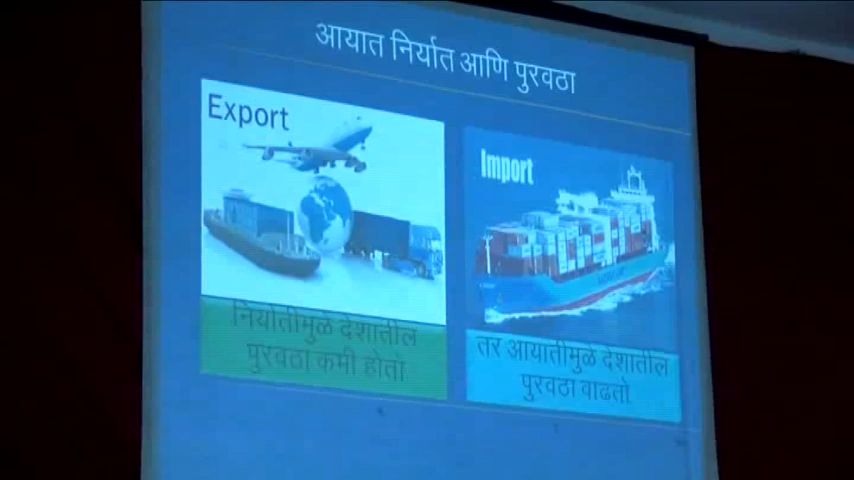 आयात निर्यात आणि पुरवठा
Export
Import
निर्यातीमुळे देशातील
पुरवठा कमी होतो
तर आयातीमुळे देशातील
पुरवठा वाढतो